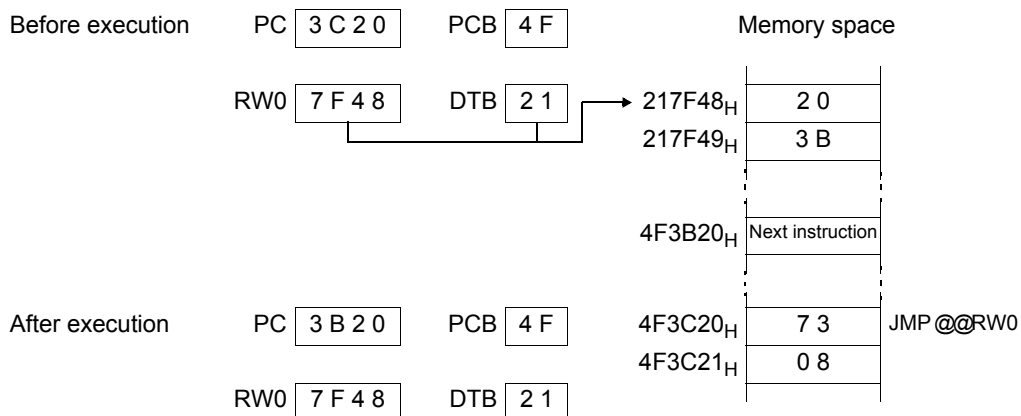 Before execution PC 3 C 2 0 PCB 4 F Memory space
RW0 7 F 4 8 DTB 2 1 217F48H 2 0
217F49H 3 B
4F3B20H Next instruction
After execution PC 3 B 2 0 PCB 4 F 4F3C20H 7 3 JMP @@RW0
4F3C21H 0 8
RW0 7 F 4 8 DTB 2 1